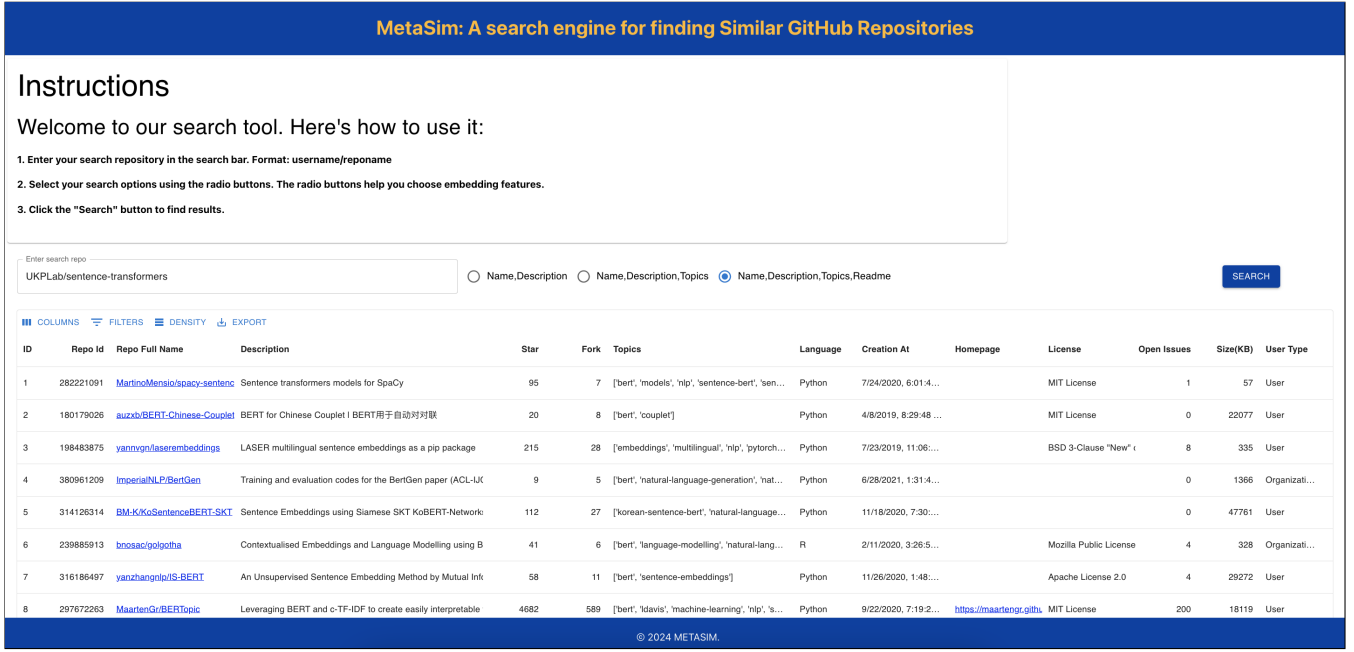 MetaSim: A search engine for finding Similar GitHub Repositories
Instructions
Welcome to our search tool. Here's how to use it:
1. Enter your search repository in the search bar. Format: username/reponame
2. Select your search options using the radio buttons. The radio buttons help you choose embedding features.
3. Click the "Search" button to find results.
Enter search repo
UKPLab/sentence-transformers Name,Description Name,Description,Topics Name,Description,Topics,Readme SEARCH
COLUMNS FILTERS DENSITY EXPORT
ID Repo Id Repo Full Name Description Star Fork Topics Language Creation At Homepage License Open Issues Size(KB) User Type
1 282221091 MartinoMensio/spacy-sentenc Sentence transformers models for SpaCy 95 7 ['bert', 'models', 'nlp', 'sentence-bert', 'sen... Python 7/24/2020, 6:01:4... MIT License 1 57 User
2 180179026 auzxb/BERT-Chinese-Couplet BERT for Chinese Couplet | BERT用于自动对对联 20 8 ['bert', 'couplet'] Python 4/8/2019, 8:29:48 ... MIT License 0 22077 User
3 198483875 yannvgn/laserembeddings LASER multilingual sentence embeddings as a pip package 215 28 ['embeddings', 'multilingual', 'nlp', 'pytorch... Python 7/23/2019, 11:06:... BSD 3-Clause "New" 8 335 User
4 380961209 ImperialNLP/BertGen Training and evaluation codes for the BertGen paper (ACL-IJC 9 5 ['bert', 'natural-language-generation', 'nat... Python 6/28/2021, 1:31:4... 0 1366 Organizati...
5 314126314 BM-K/KoSentenceBERT-SKT Sentence Embeddings using Siamese SKT KoBERT-Networks 112 27 ['korean-sentence-bert', 'natural-language... Python 11/18/2020, 7:30:... 0 47761 User
6 239885913 bnosac/golgotha Contextualised Embeddings and Language Modelling using B 41 6 ['bert', 'language-modelling', 'natural-lang... R 2/11/2020, 3:26:5... Mozilla Public License 4 328 Organizati...
7 316186497 yanzhangnlp/IS-BERT An Unsupervised Sentence Embedding Method by Mutual Info 58 11 ['bert', 'sentence-embeddings'] Python 11/26/2020, 1:48:... Apache License 2.0 4 29272 User
8 297672263 MaartenGr/BERTopic Leveraging BERT and c-TF-IDF to create easily interpretable 4682 589 ['bert', 'ldavis', 'machine-learning', 'nlp', 's... Python 9/22/2020, 7:19:2... https://maartengr.githu MIT License 200 18119 User
© 2024 METASIM.